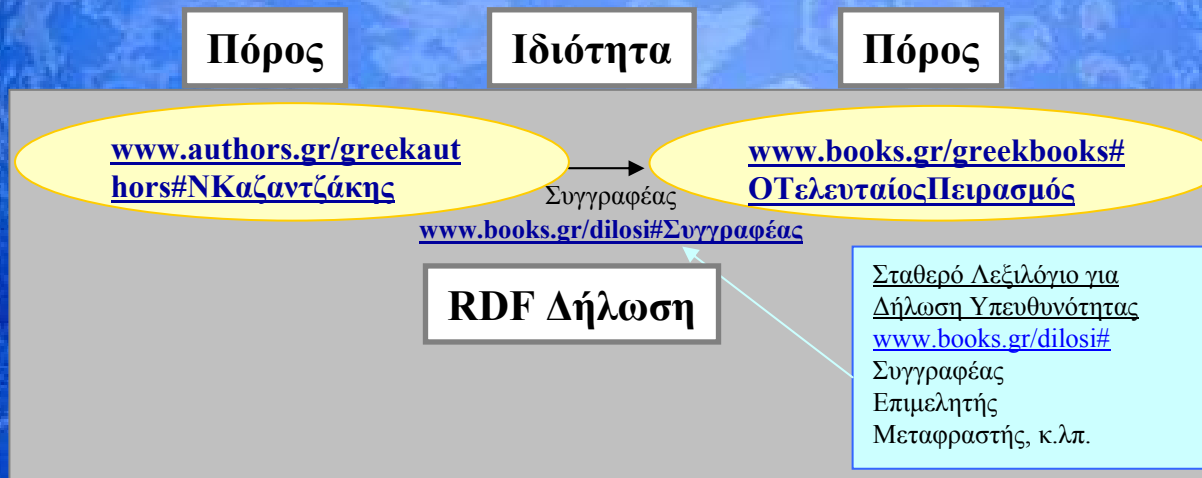 Πόρος
Ιδιότητα
Πόρος
www.authors.gr/greekaut
hors#ΝΚαζαντζάκης
www.books.gr/greekbooks#
ΟΤελευταίοςΠειρασμός
Συγγραφέας
www.books.gr/dilosi#Συγγραφέας
RDF Δήλωση
Σταθερό Λεξιλόγιο για
Δήλωση Υπευθυνότητας
www.books.gr/dilosi#
Συγγραφέας
Επιμελητής
Μεταφραστής, κ.λπ.